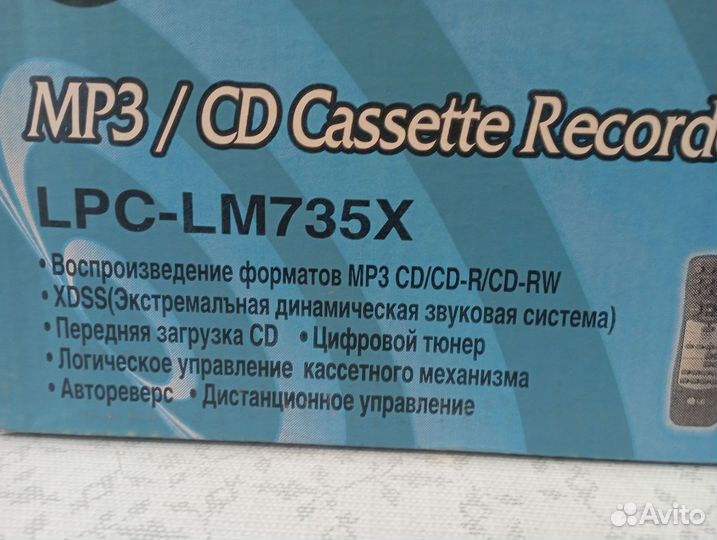 MP3 / CD Cassette Record
LPC-LM735X
• Воспроизведение форматов MP3 CD/CD-R/CD-RW
• XDSS(Экстремальная динамическая звуковая система)
• Передняя загрузка CD • Цифровой тюнер
• Логическое управление кассетного механизма
• Автореверс • Дистанционное управление
Avito